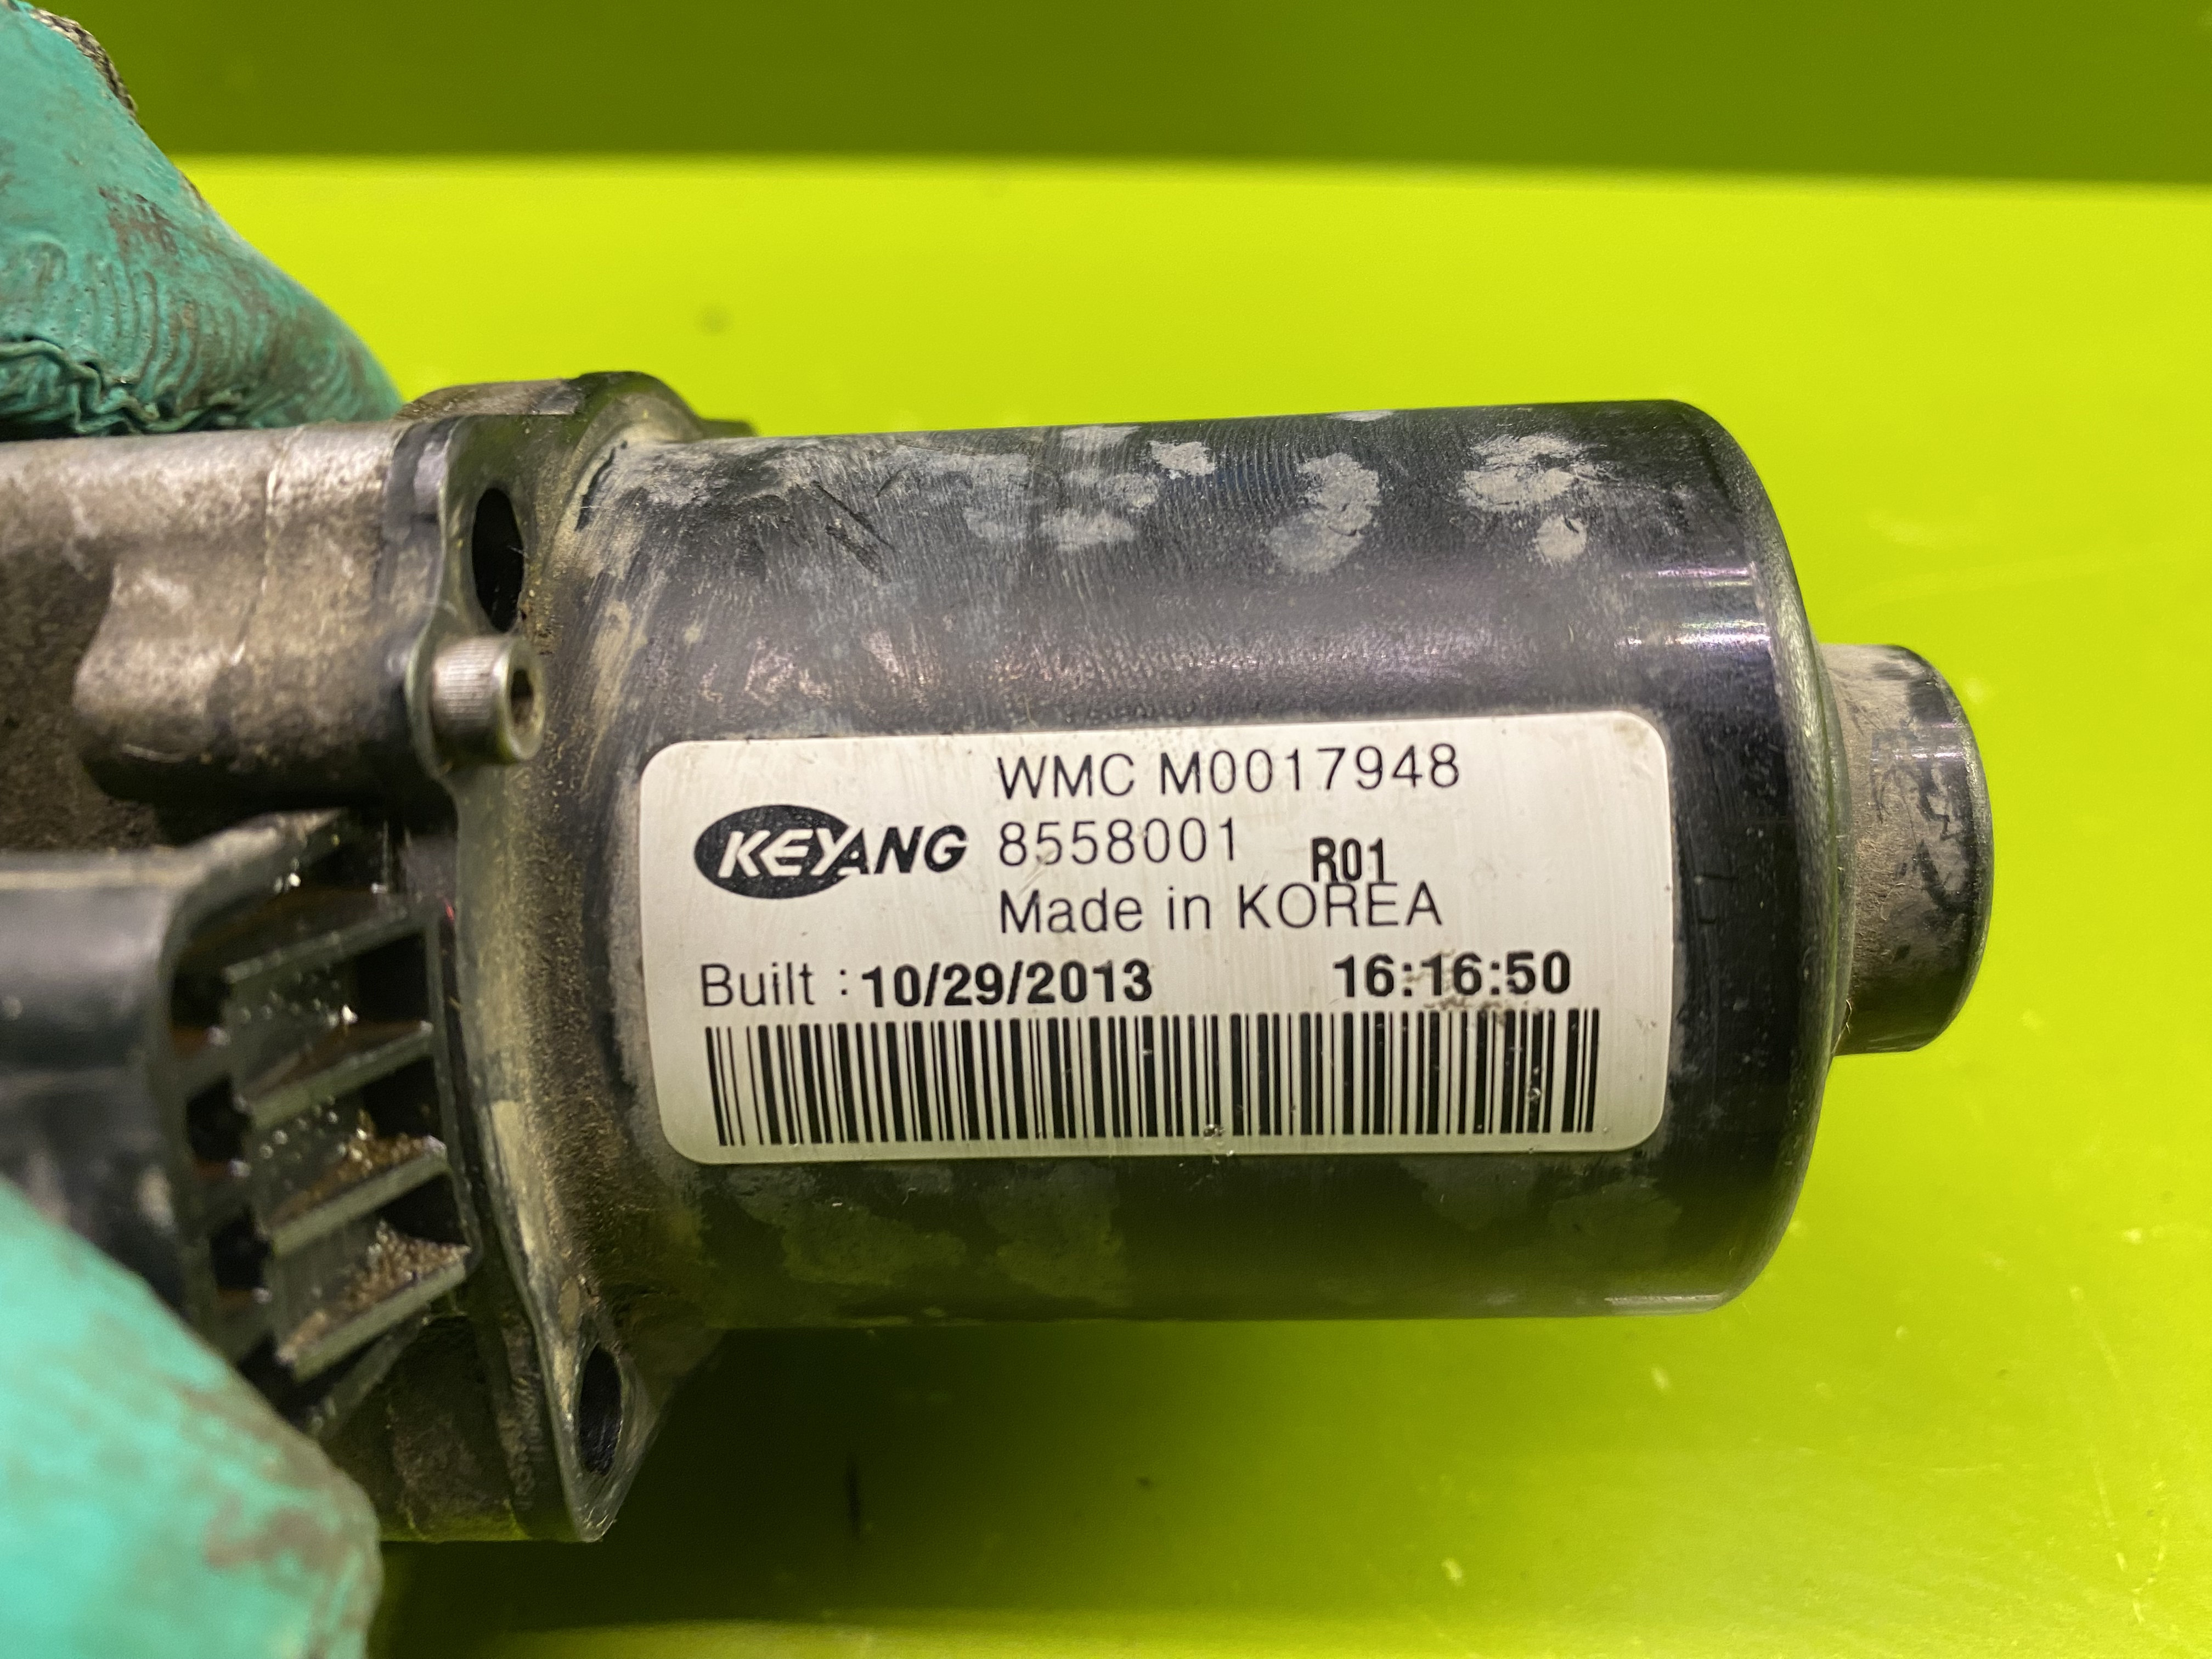 WMC M0017948
KEYANG 8558001 R01
Made in KOREA
Built : 10/29/2013 16:16:50